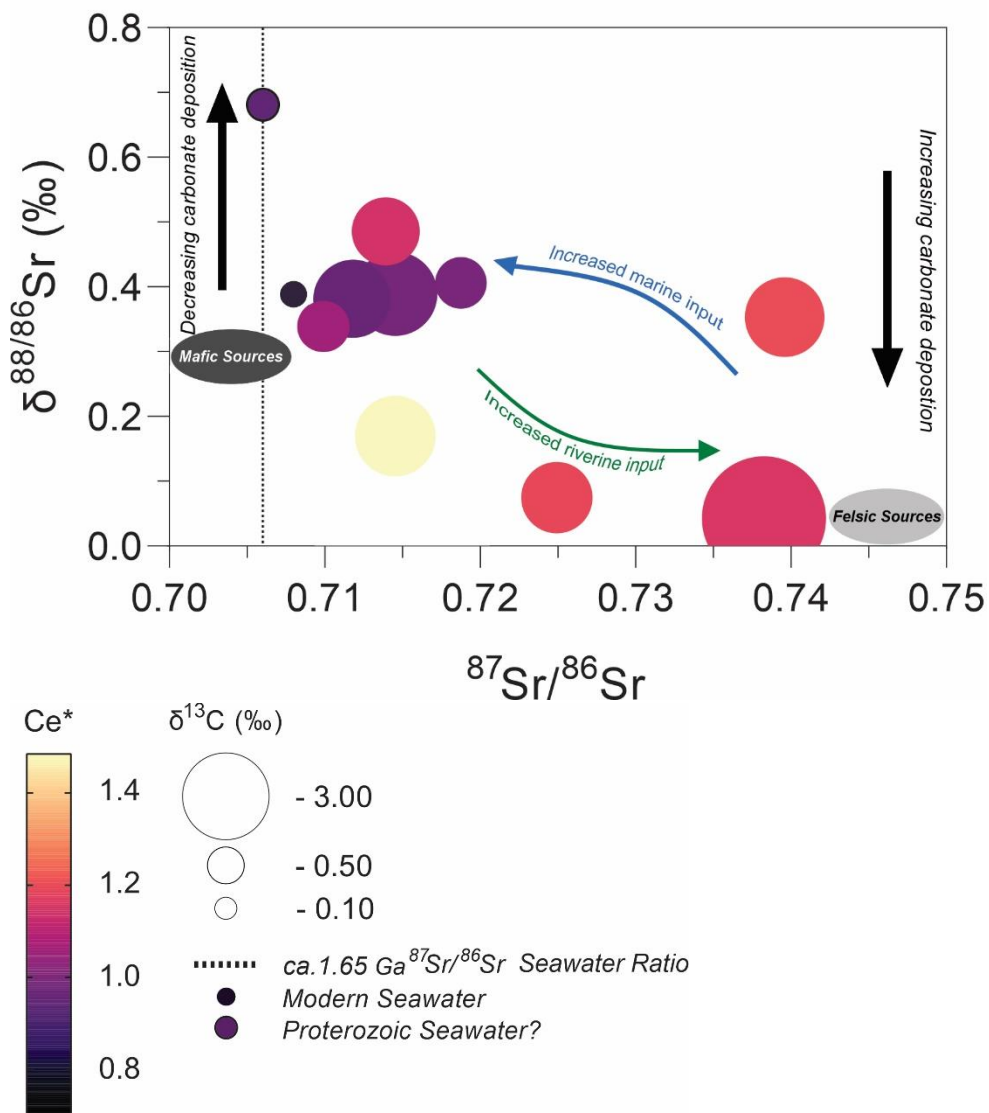 0.8
0.6
0.4
0.2
0.0
δ88/86Sr (‰)
Decreasing carbonate deposition
Mafic Sources
Increased marine input
Increased riverine input
Increasing carbonate depostion
Felsic Sources
0.70 0.71 0.72 0.73 0.74 0.75
87Sr/86Sr
Ce*
1.4
1.2
1.0
0.8
δ13C (‰)
- 3.00
- 0.50
- 0.10
ca.1.65 Ga 87Sr/86Sr Seawater Ratio
Modern Seawater
Proterozoic Seawater?